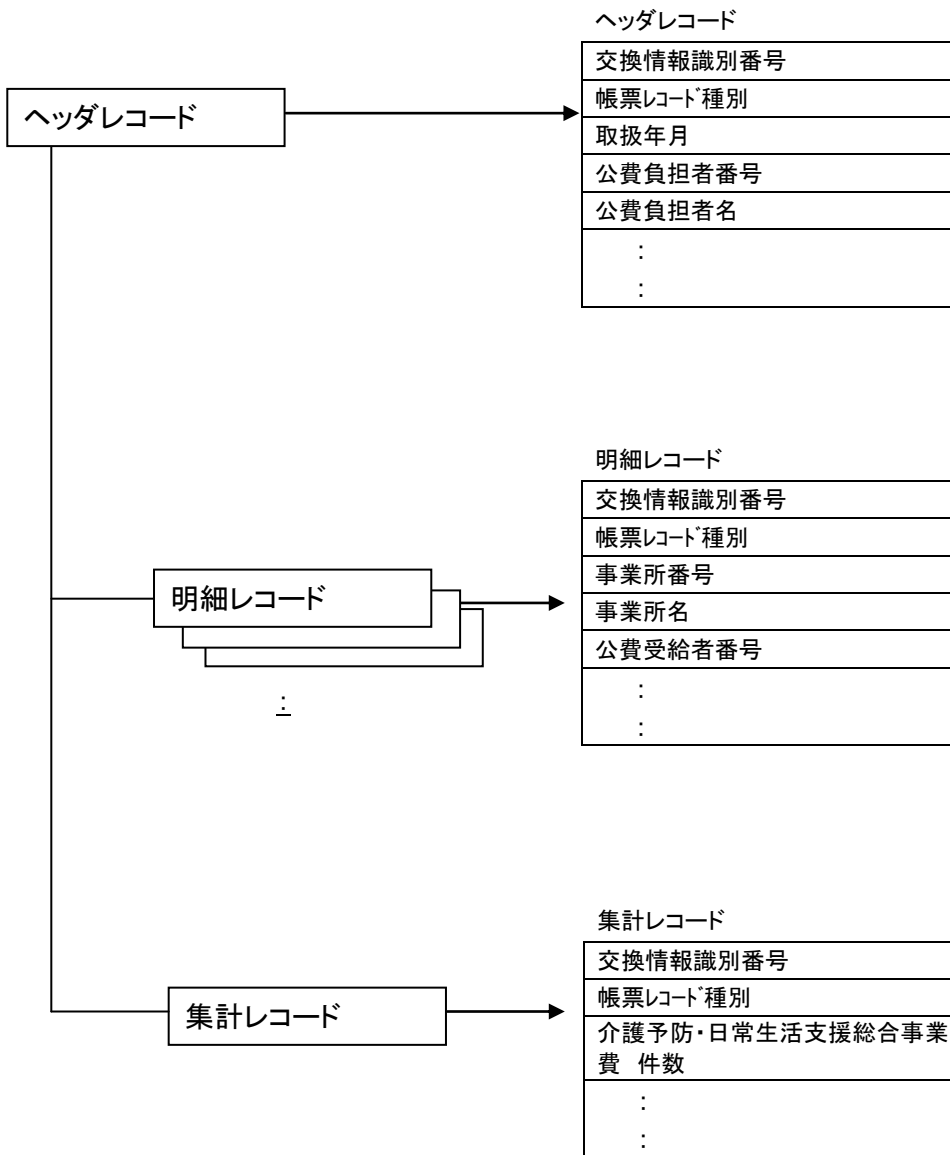 ヘッダレコード
交換情報識別番号
ヘッダレコード
帳票ﾚｺｰﾄﾞ種別
取扱年月
公費負担者番号
公費負担者名
:
:
明細レコード
交換情報識別番号
帳票ﾚｺｰﾄﾞ種別
明細レコード
事業所番号
事業所名
公費受給者番号
:
:
:
集計レコード
交換情報識別番号
集計レコード
帳票ﾚｺｰﾄﾞ種別
介護予防・日常生活支援総合事業
費 件数
:
: